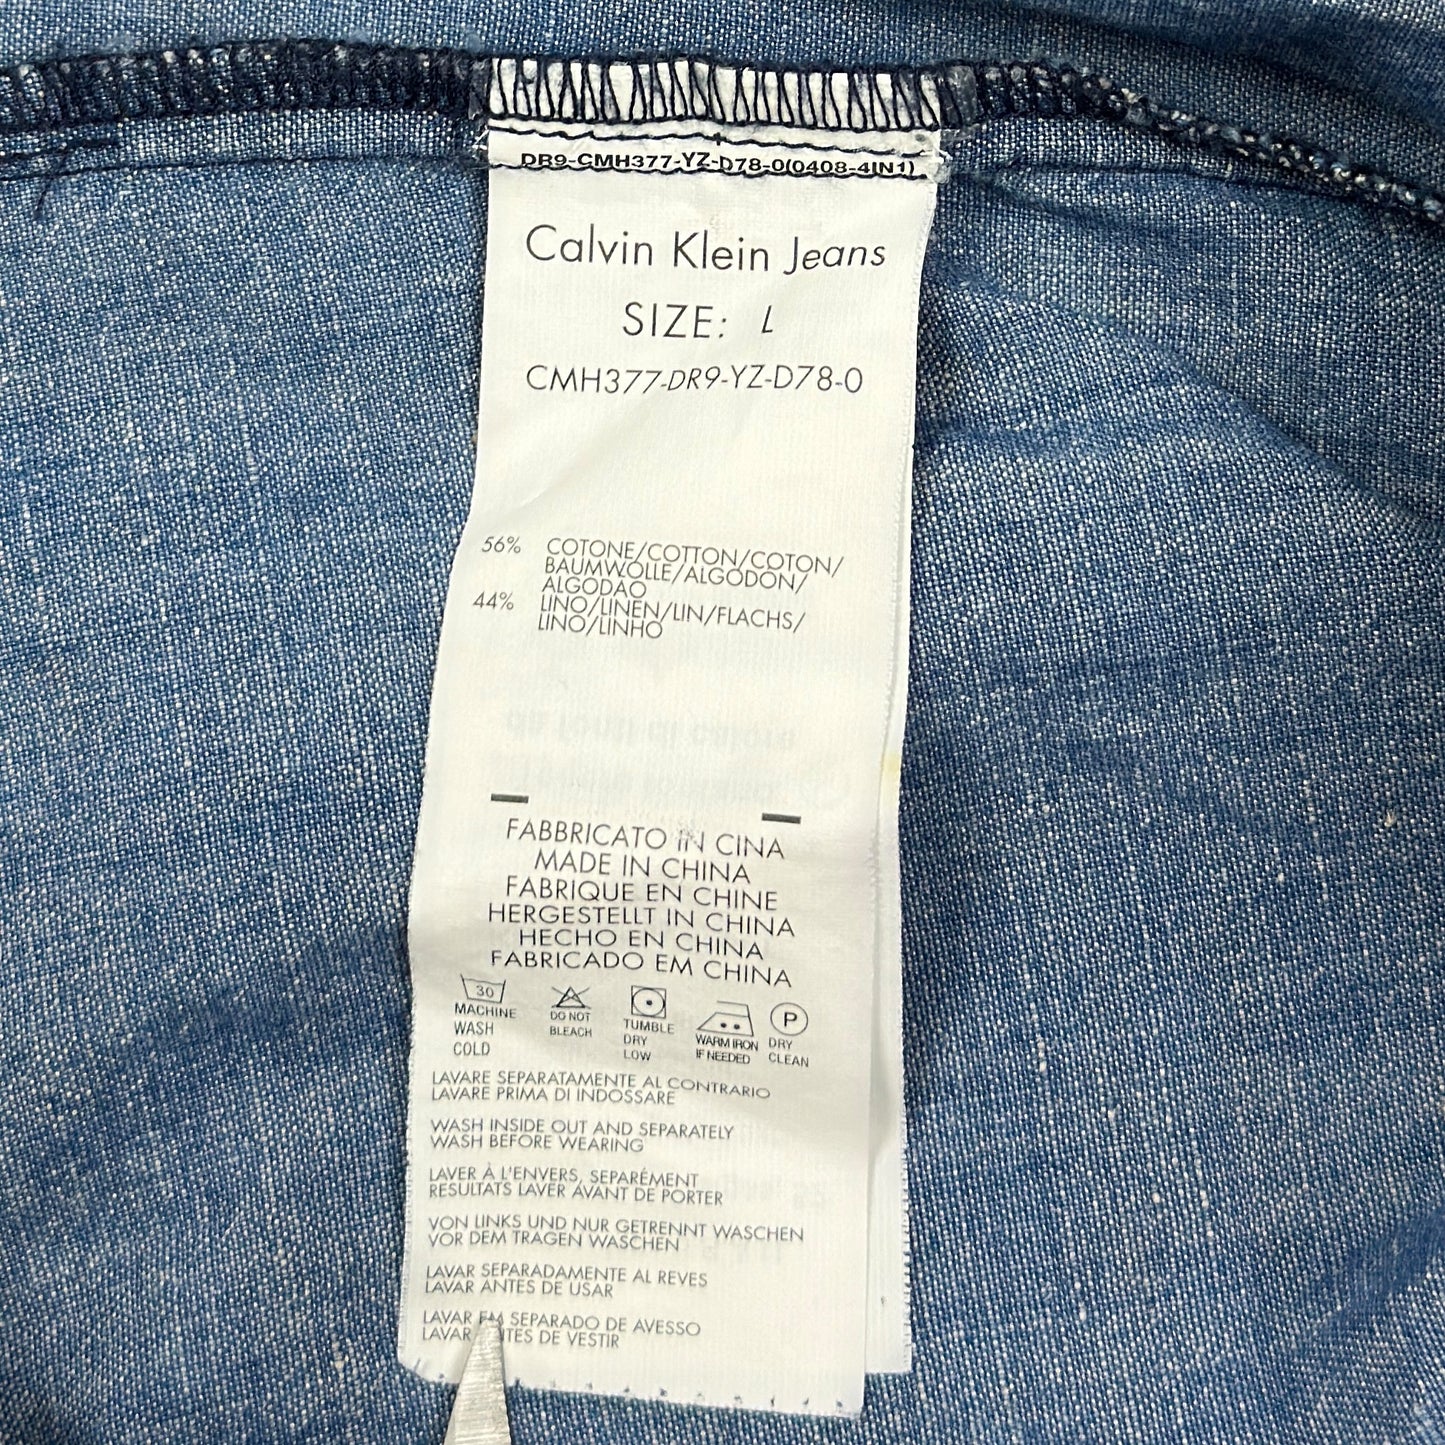 DR9-CMH377-YZ-D78-0(0408-4IN1)
Calvin Klein Jeans
SIZE: L
CMH377-DR9-YZ-D78-0
56% COTONE/COTTON/COTON/
BAUMWOLLE/ALGODON/
ALGODAO
44% LINO/LINEN/LIN/FLACHS/
LINO/LINHO
FABBRICATO IN CINA
MADE IN CHINA
FABRIQUE EN CHINE
HERGESTELLT IN CHINA
HECHO EN CHINA
FABRICADO EM CHINA
30 P
MACHINE DO NOT TUMBLE WARM IRON DRY
WASH BLEACH DRY IF NEEDED CLEAN
COLD LOW
LAVARE SEPARATAMENTE AL CONTRARIO
LAVARE PRIMA DI INDOSSARE
WASH INSIDE OUT AND SEPARATELY
WASH BEFORE WEARING
LAVER À L'ENVERS, SEPARÉMENT
RESULTATS LAVER AVANT DE PORTER
VON LINKS UND NUR GETRENNT WASCHEN
VOR DEM TRAGEN WASCHEN
LAVAR SEPARADAMENTE AL REVES
LAVAR ANTES DE USAR
LAVAR EM SEPARADO DE AVESSO
LAVAR DE VESTIR